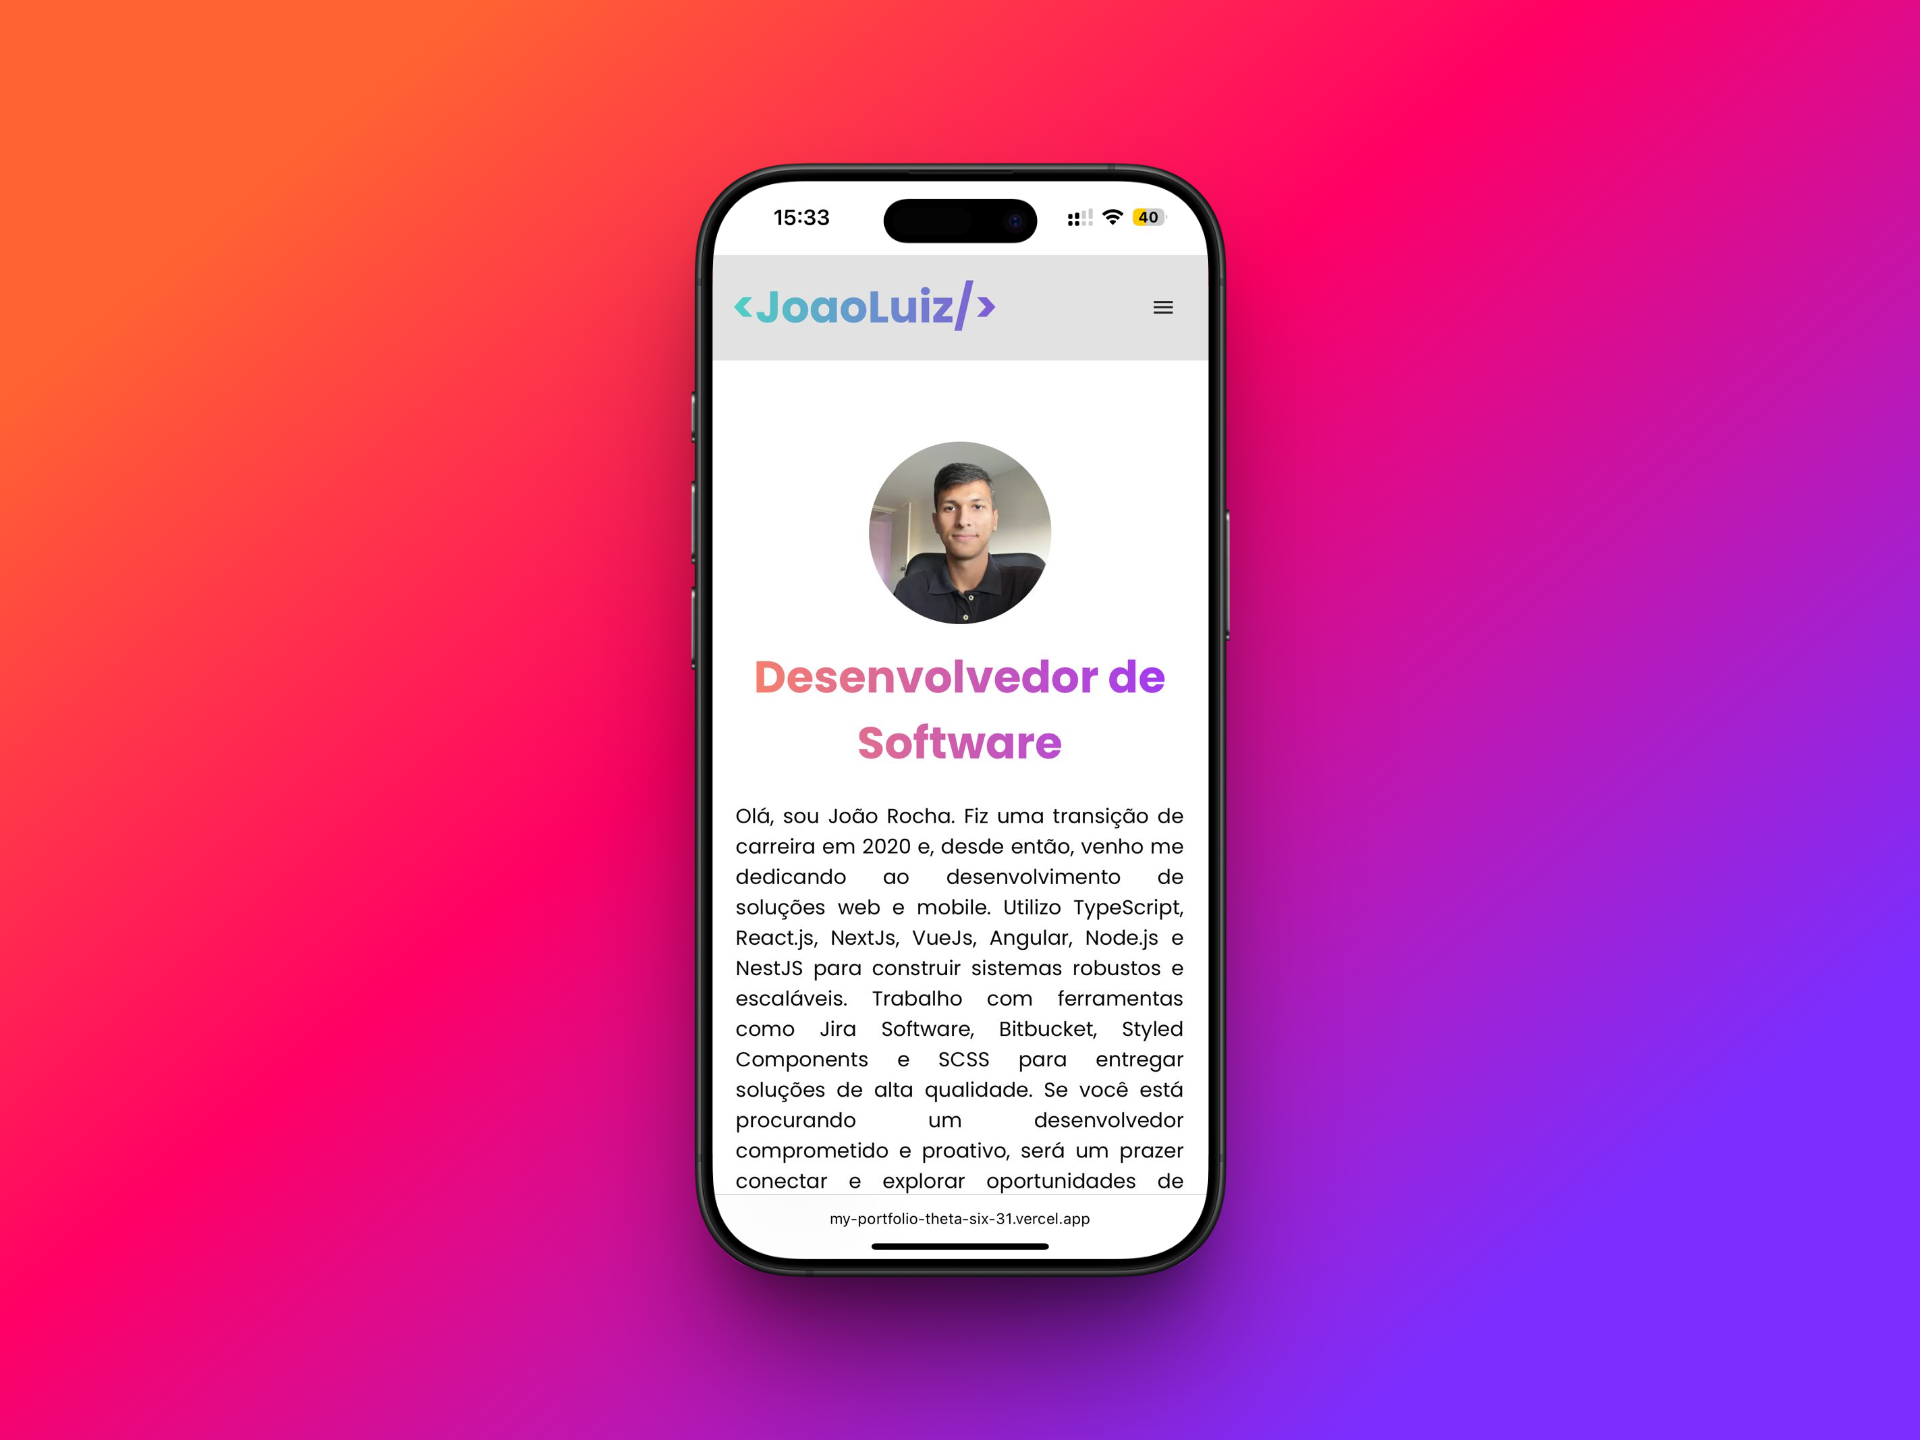 15:33
40
<JoaoLuiz/>
Desenvolvedor de
Software
Olá, sou João Rocha. Fiz uma transição de
carreira em 2020 e, desde então, venho me
dedicando ao desenvolvimento de
soluções web e mobile. Utilizo TypeScript,
React.js, NextJs, VueJs, Angular, Node.js e
NestJS para construir sistemas robustos e
escaláveis. Trabalho com ferramentas
como Jira Software, Bitbucket, Styled
Components e SCSS para entregar
soluções de alta qualidade. Se você está
procurando um desenvolvedor
comprometido e proativo, será um prazer
conectar e explorar oportunidades de
my-portfolio-theta-six-31.vercel.app